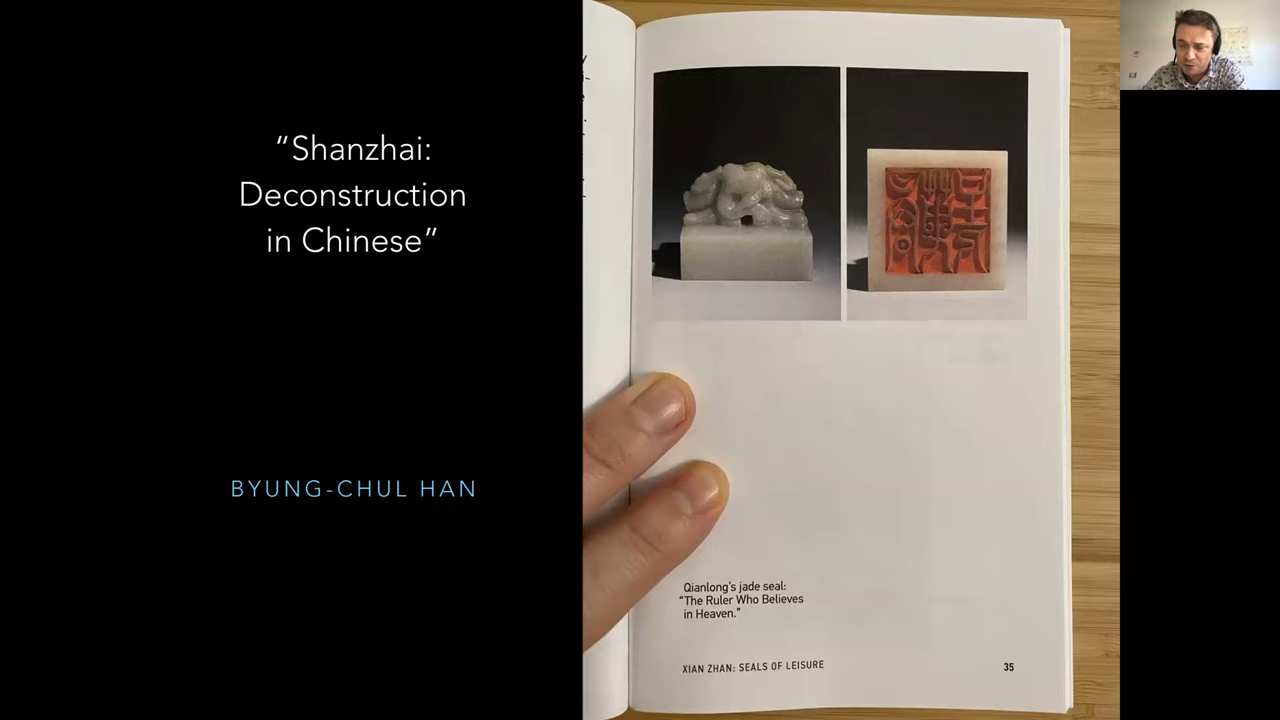 “Shanzhai:
Deconstruction
in Chinese”
BYUNG-CHUL HAN
Qianlong’s jade seal:
“The Ruler Who Believes
in Heaven.”
XIAN ZHAN: SEALS OF LEISURE
35